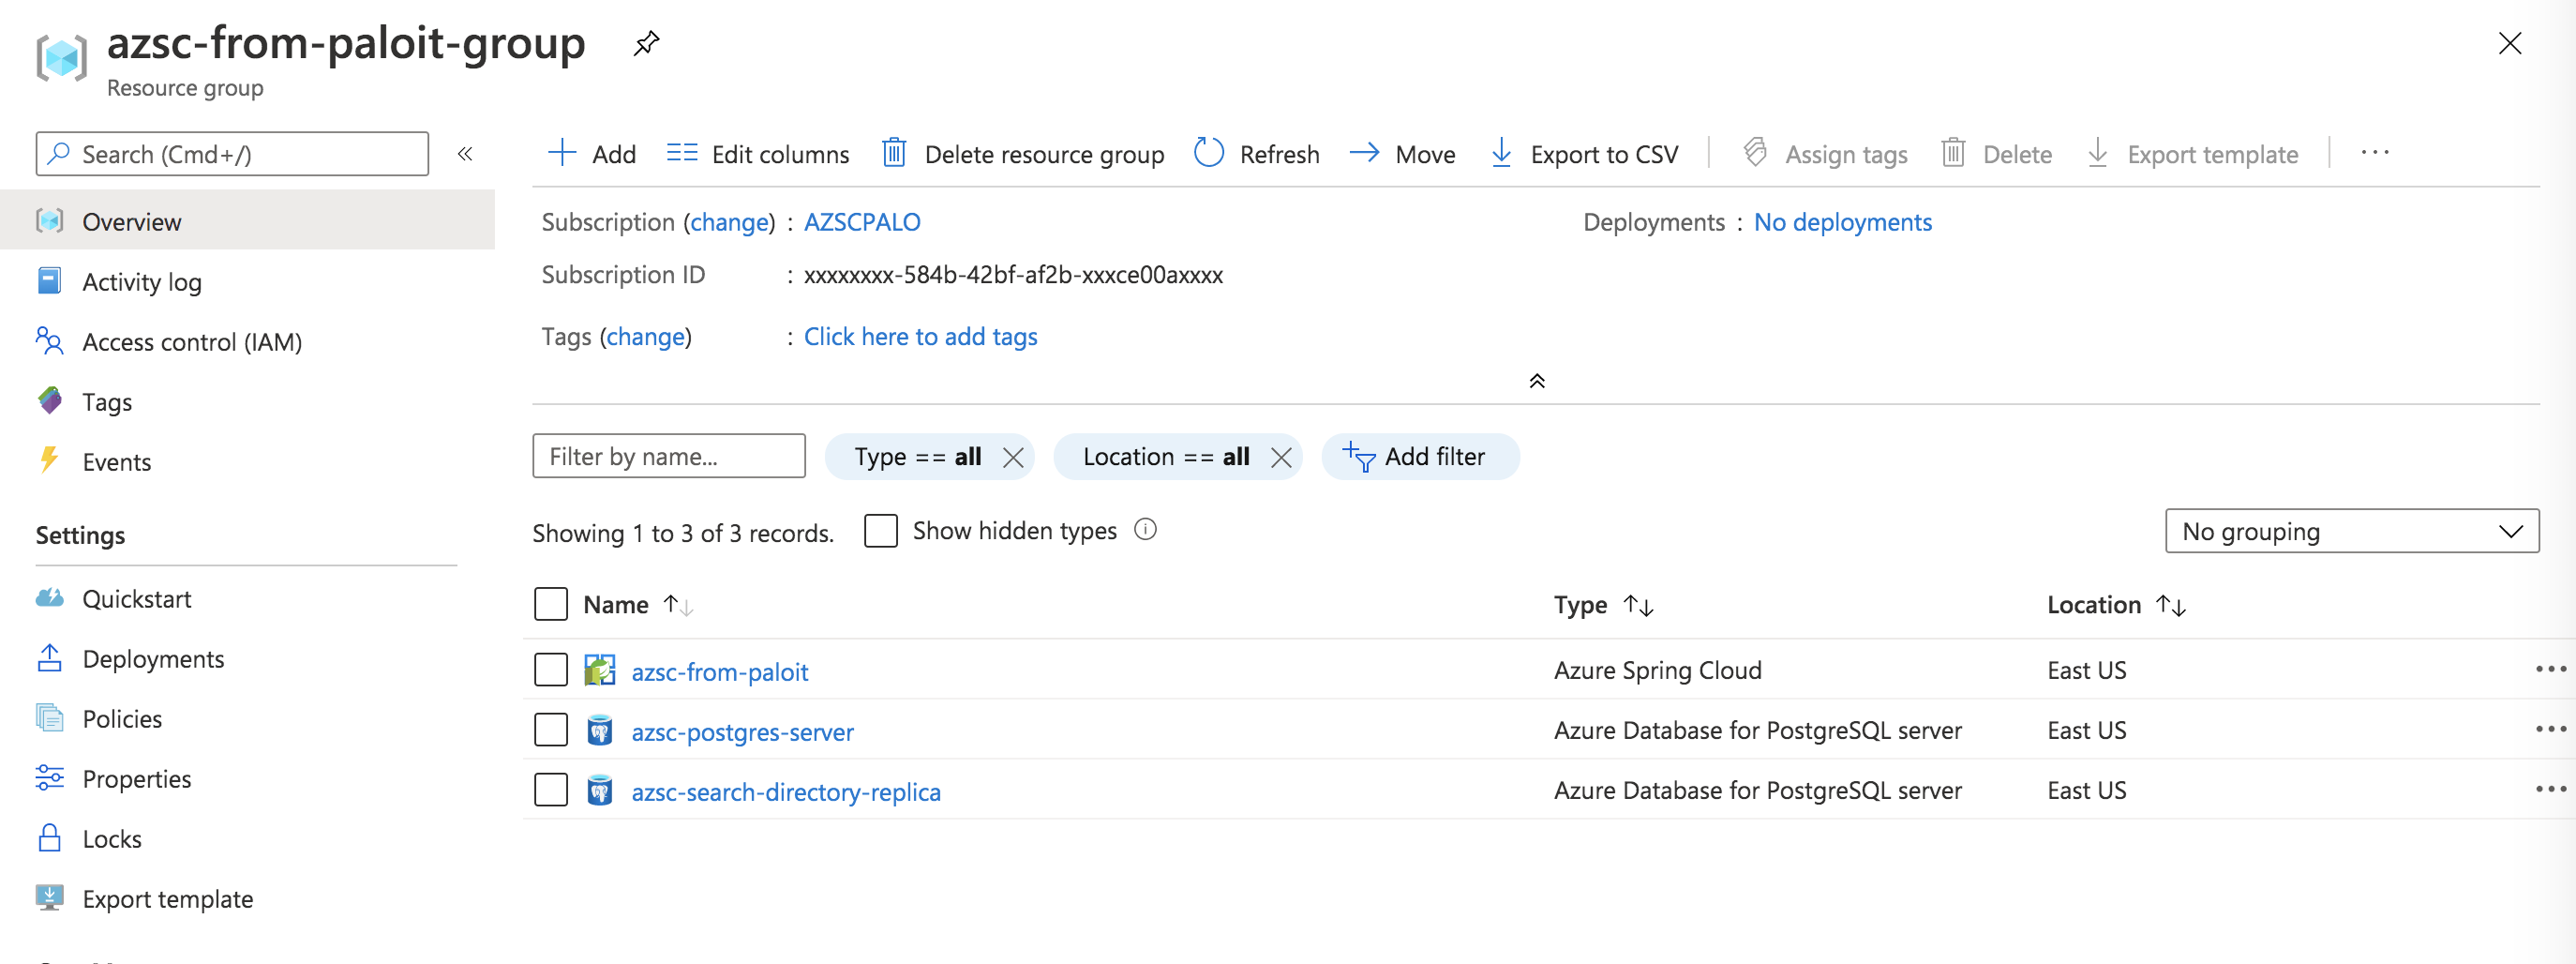 azsc-from-paloit-group
Resource group
Search (Cmd+/)
«
Add
Edit columns
Delete resource group
Refresh
Move
Export to CSV
Assign tags
Delete
Export template
...
Overview
Activity log
Access control (IAM)
Tags
Events
Settings
Quickstart
Deployments
Policies
Properties
Locks
Export template
Subscription (change) : AZSCPALO
Deployments : No deployments
Subscription ID : xxxxxxxx-584b-42bf-af2b-xxxce00axxxx
Tags (change) : Click here to add tags
Filter by name...
Type == all
Location == all
Add filter
Showing 1 to 3 of 3 records.
Show hidden types
No grouping
Name ↑↓ Type ↑↓ Location ↑↓
azsc-from-paloit Azure Spring Cloud East US ...
azsc-postgres-server Azure Database for PostgreSQL server East US ...
azsc-search-directory-replica Azure Database for PostgreSQL server East US ...